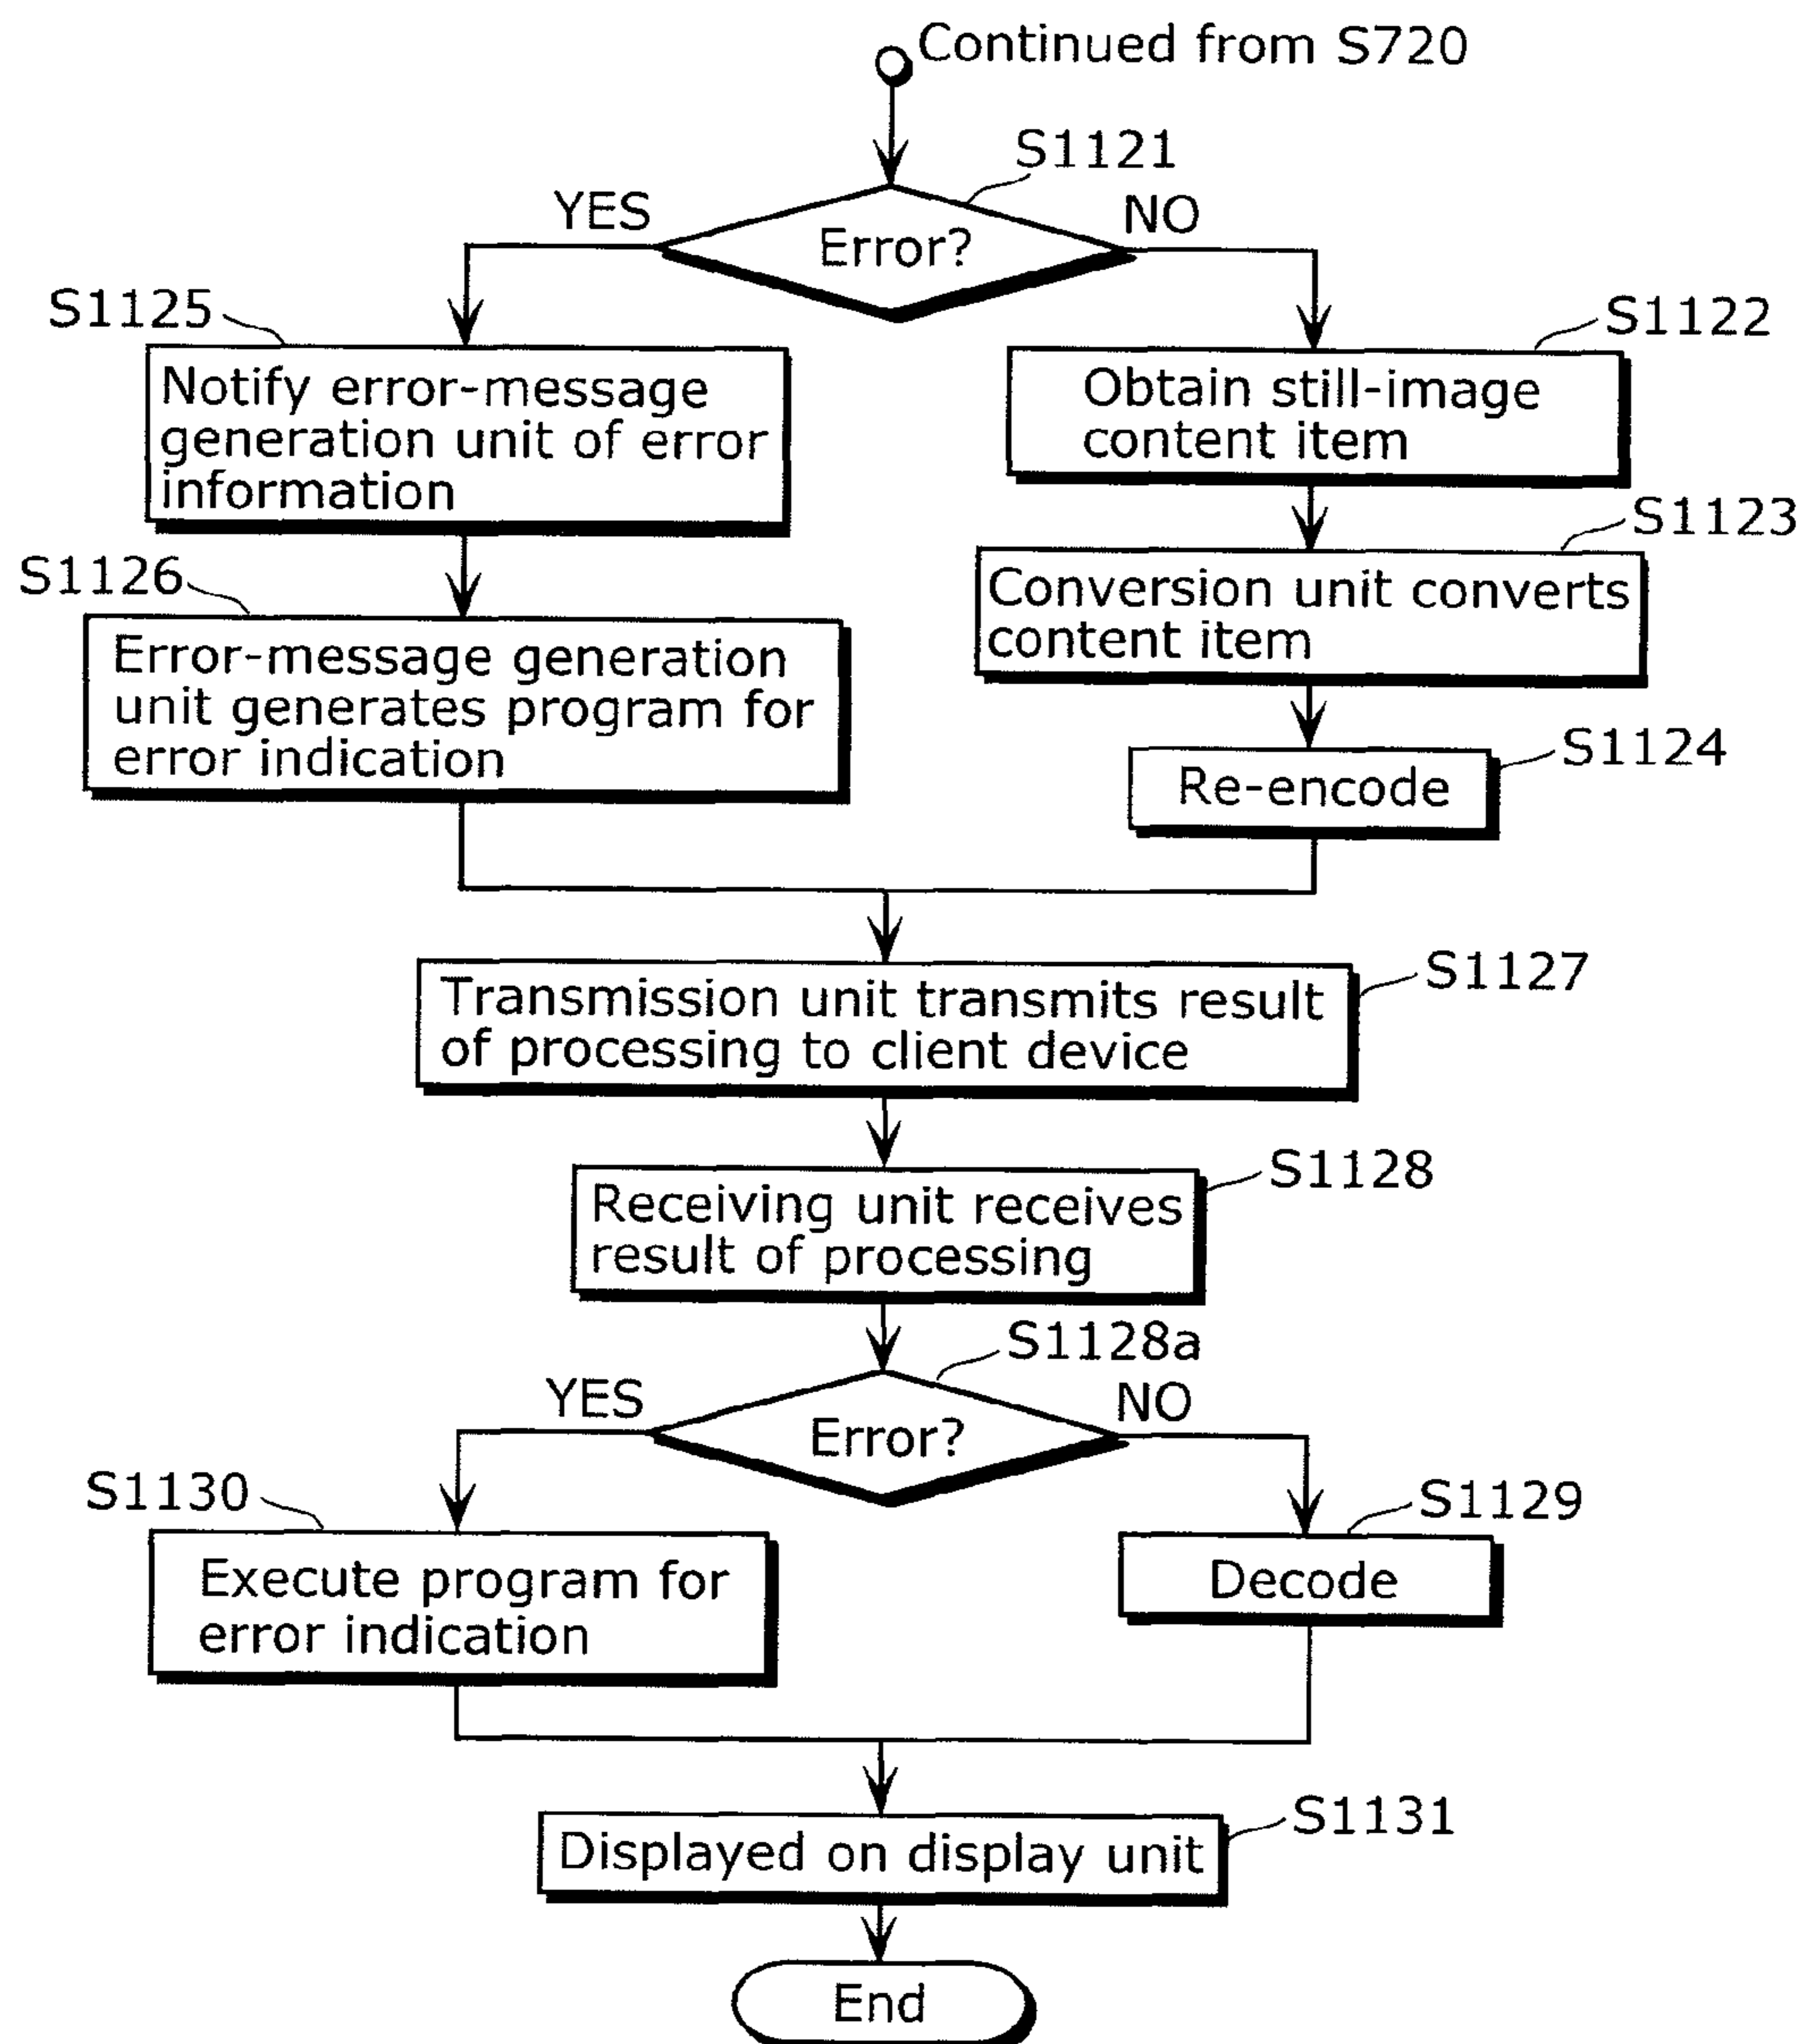 Continued from S720
S1121
YES
NO
Error?
S1125
Notify error-message
generation unit of error
information
S1122
Obtain still-image
content item
S1123
Conversion unit converts
content item
S1126
Error-message generation
unit generates program for
error indication
S1124
Re-encode
S1127
Transmission unit transmits result
of processing to client device
S1128
Receiving unit receives
result of processing
S1128a
YES
NO
Error?
S1130
Execute program for
error indication
S1129
Decode
S1131
Displayed on display unit
End